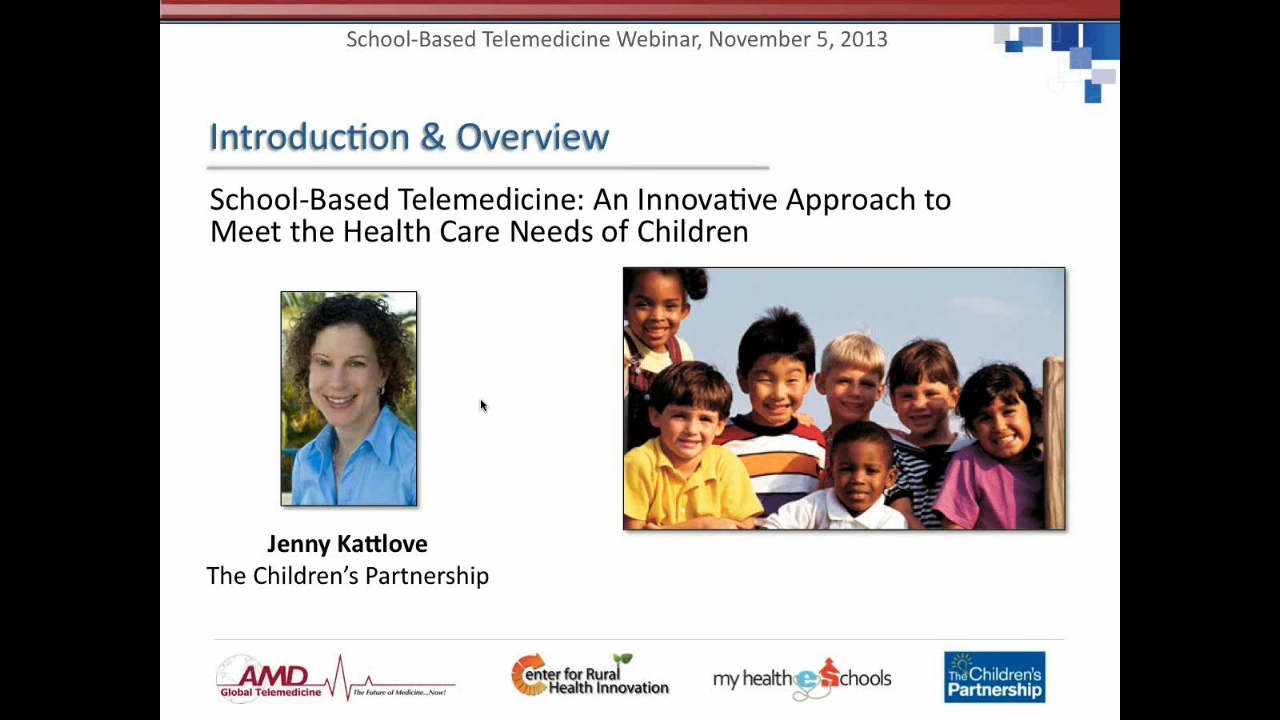 School-Based Telemedicine Webinar, November 5, 2013
Introduction & Overview
School-Based Telemedicine: An Innovative Approach to
Meet the Health Care Needs of Children
Jenny Kattlove
The Children's Partnership
AMD
Global Telemedicine
The Future of Medicine...Now!
Center for Rural
Health Innovation
my health e Schools
The Children's
Partnership